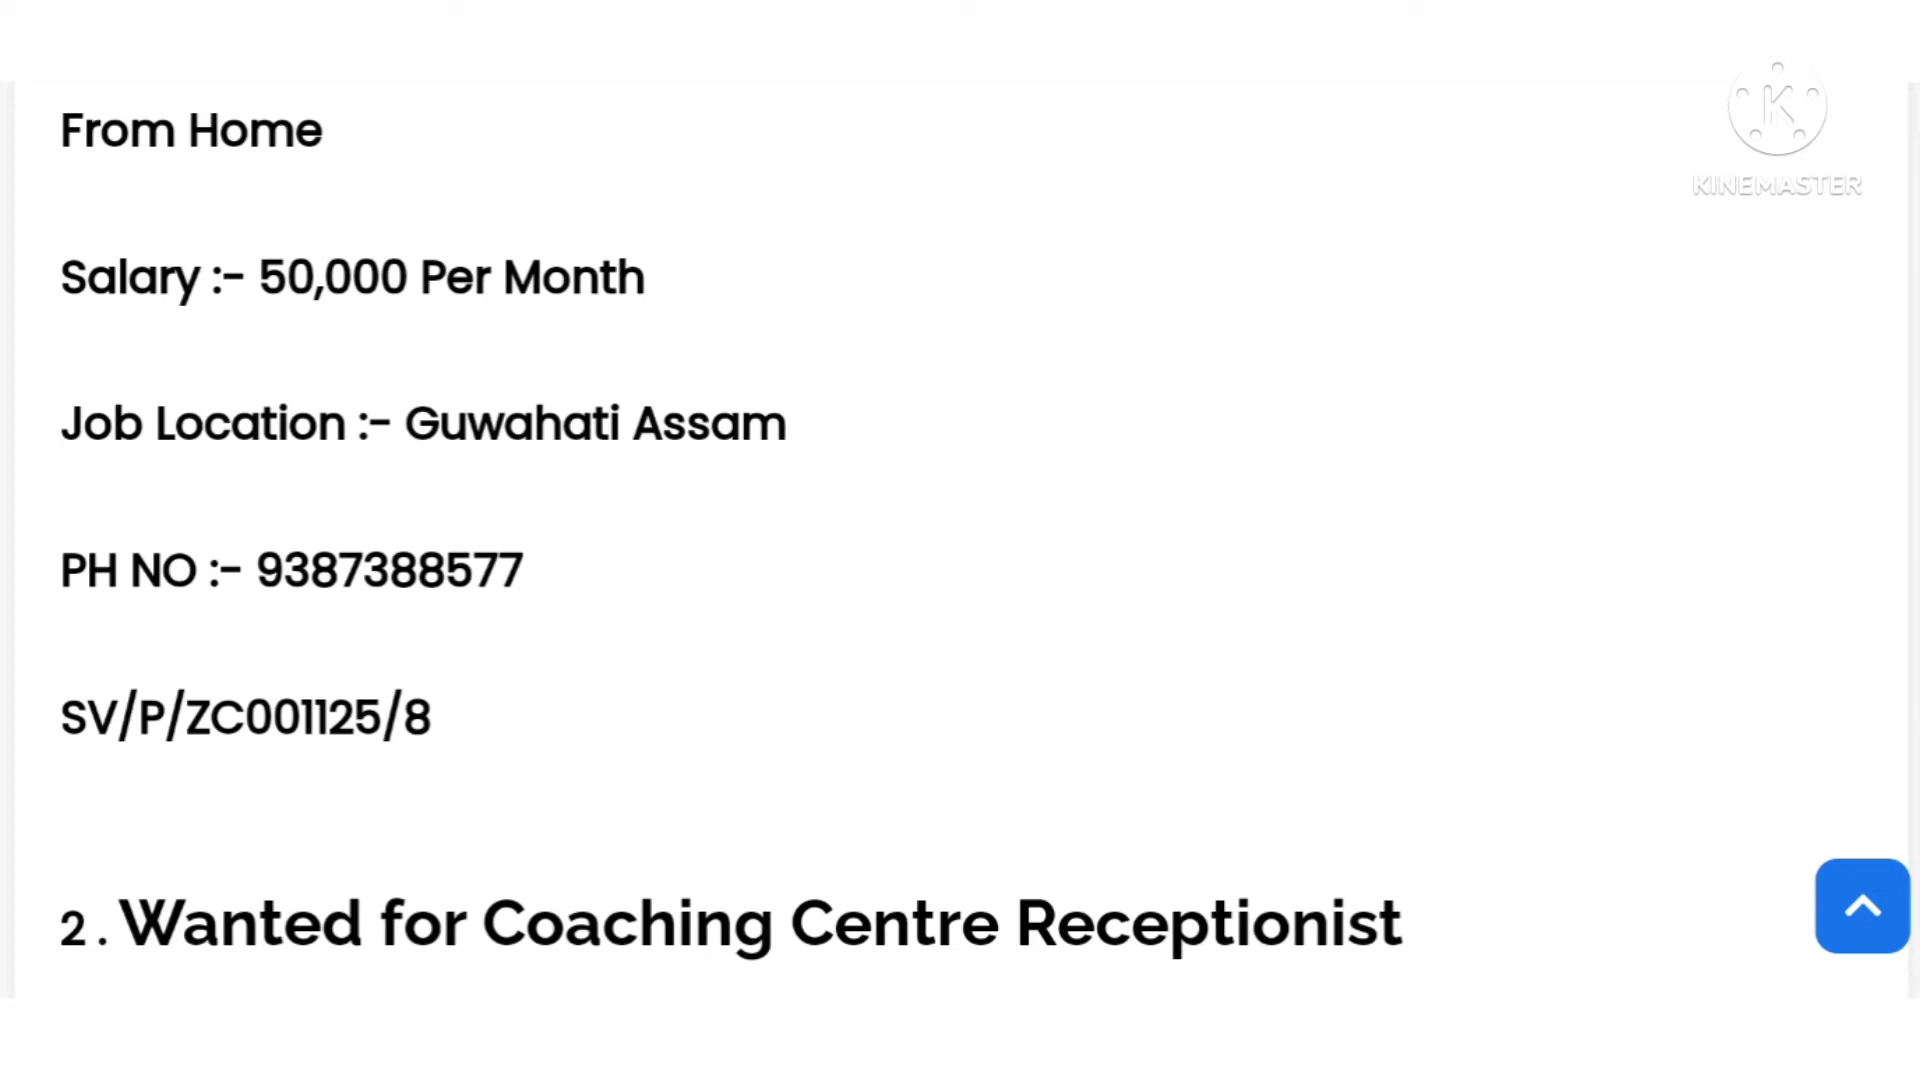 From Home
K
KINEMASTER
Salary :- 50,000 Per Month
Job Location :- Guwahati Assam
PH NO :- 9387388577
SV/P/ZC001125/8
2. Wanted for Coaching Centre Receptionist